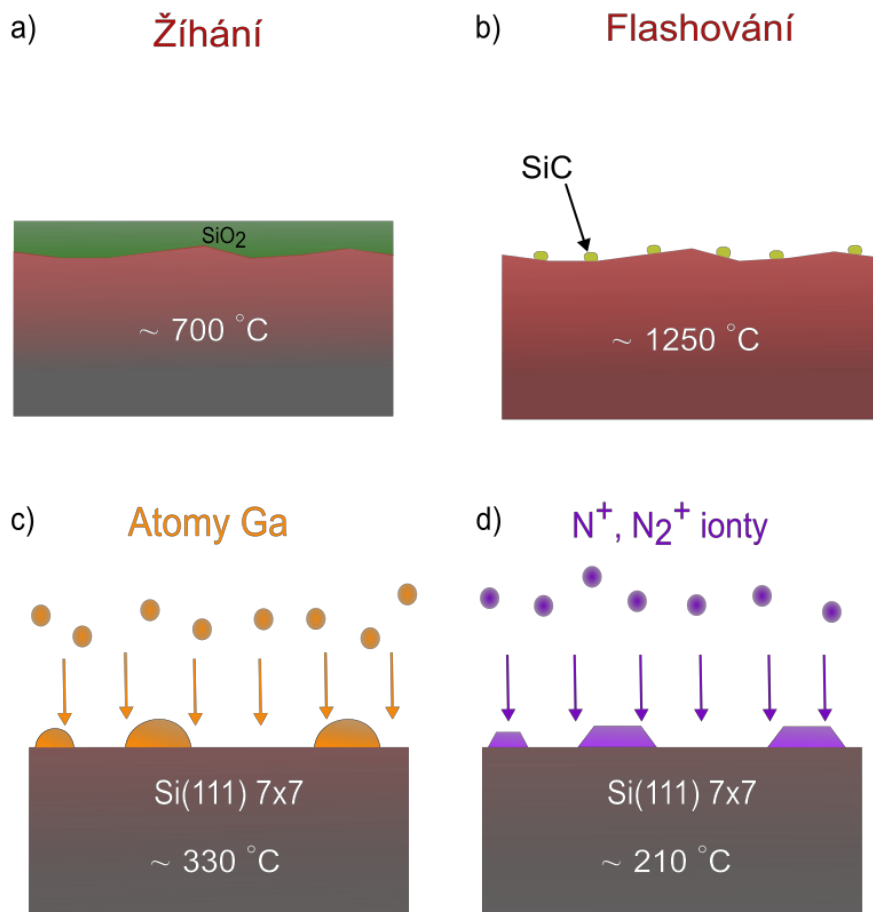 a) Žíhání
b) Flashování
SiC
SiO2
~ 700 °C
~ 1250 °C
c) Atomy Ga
d) N+, N2+ ionty
Si(111) 7x7
~ 330 °C
Si(111) 7x7
~ 210 °C